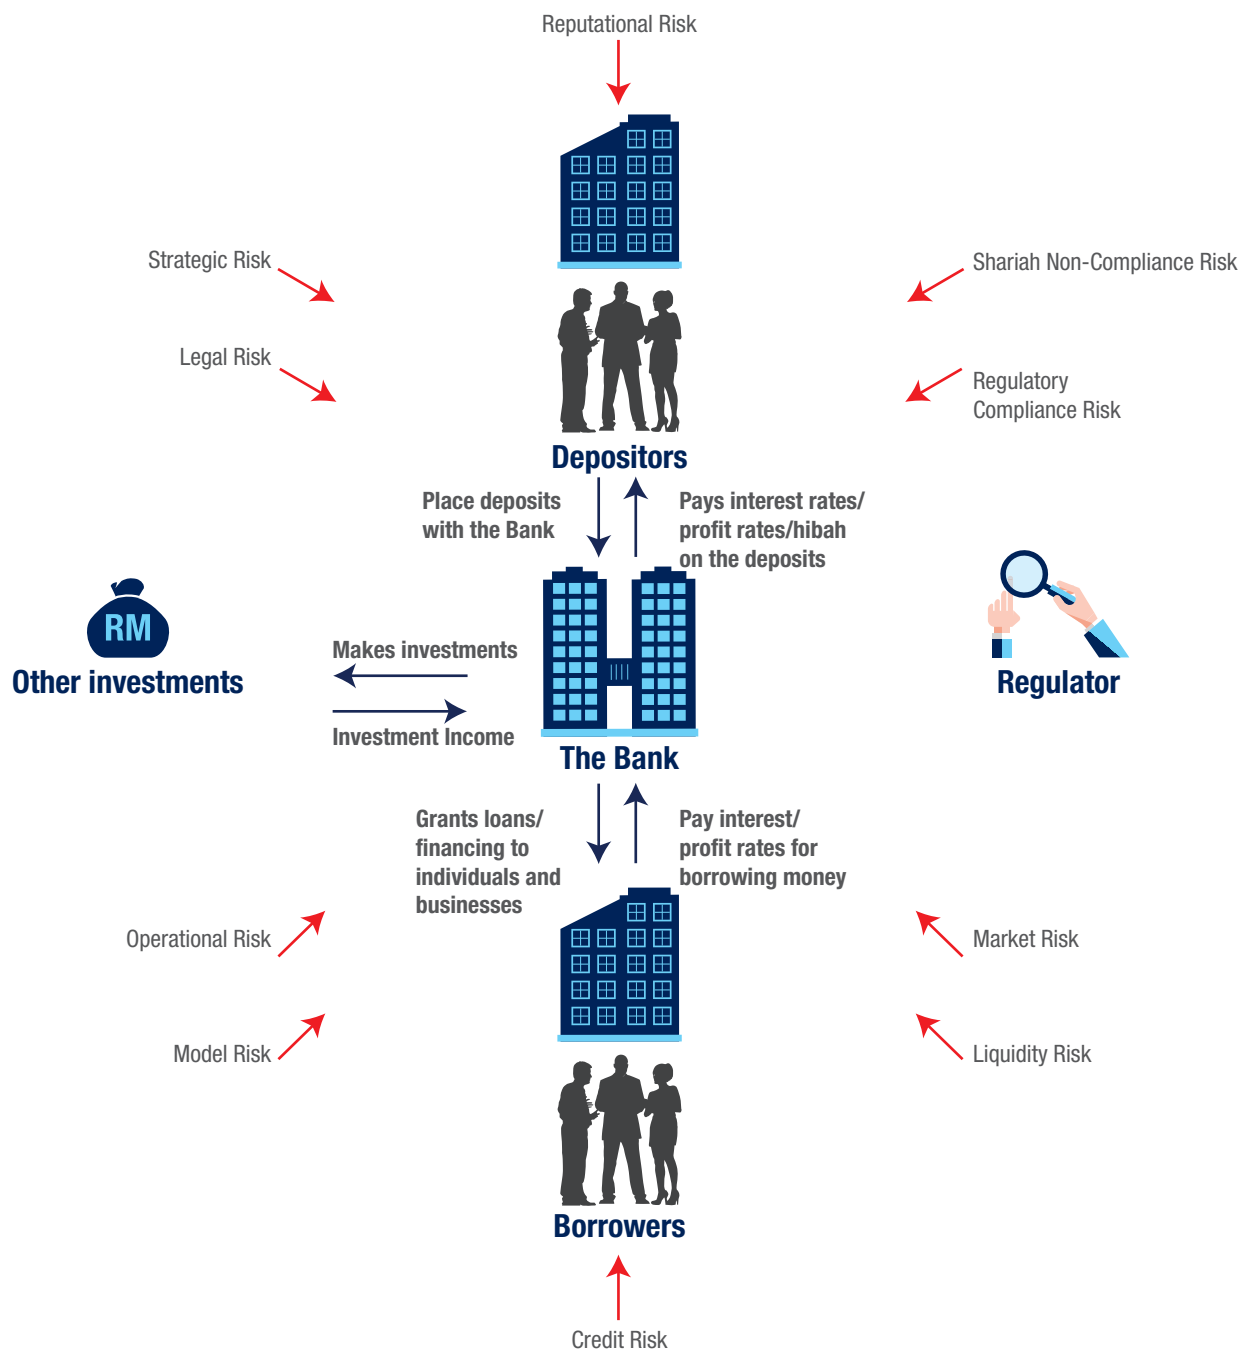 Reputational Risk
Strategic Risk
Shariah Non-Compliance Risk
Legal Risk
Regulatory
Compliance Risk
Depositors
Place deposits
with the Bank
Pays interest rates/
profit rates/hibah
on the deposits
RM
Other investments
Makes investments
Investment Income
The Bank
Regulator
Grants loans/
financing to
individuals and
businesses
Pay interest/
profit rates for
borrowing money
Operational Risk
Market Risk
Model Risk
Liquidity Risk
Borrowers
Credit Risk